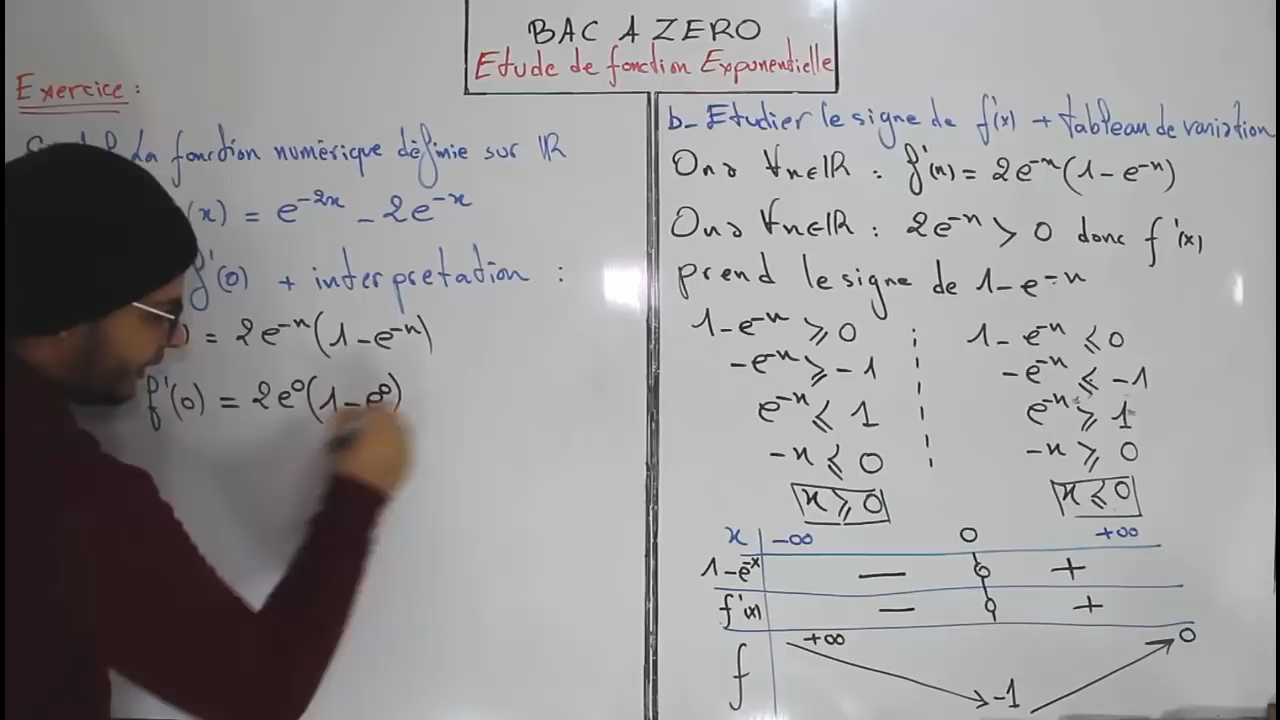 BAC A ZERO
Etude de fonction Exponentielle
Exercice :
la fonction numérique définie sur IR
(x) = e^{-2x} - 2e^{-x}
f'(0) + interpretation :
) = 2e^{-x}(1-e^{-x})
f'(0) = 2e^0(1-e^0)
b- Etudier le signe de f'(x) + tableau de variation
On a ∀x∈IR : f'(x) = 2e^{-x}(1-e^{-x})
On a ∀x∈IR : 2e^{-x} > 0 donc f'(x)
prend le signe de 1-e^{-x}
1-e^{-x} ⩾ 0 1-e^{-x} ⩽ 0
-e^{-x} ⩾ -1 -e^{-x} ⩽ -1
e^{-x} ⩽ 1 e^{-x} ⩾ 1
-x ⩽ 0 -x ⩾ 0
x ⩾ 0 x ⩽ 0
x -∞ 0 +∞
1-e^{-x} − 0 +
f'(x) − 0 +
f +∞ -1 0